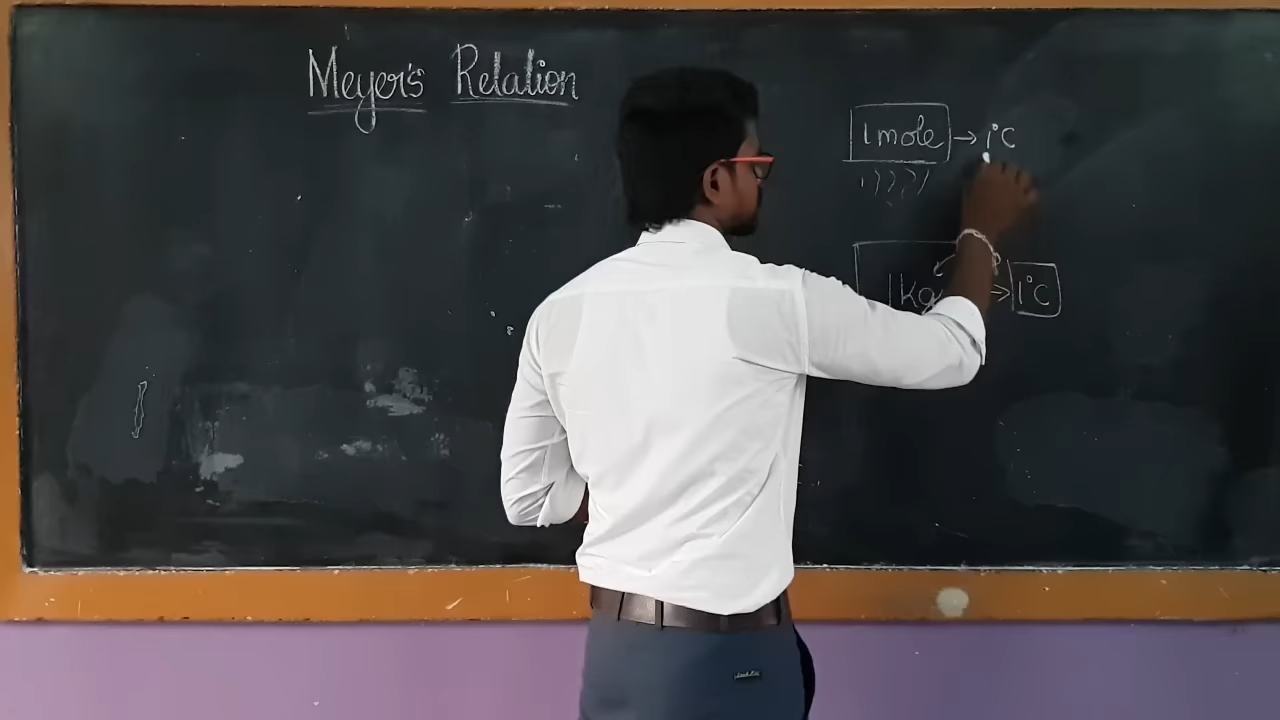 Meyer's Relation
1 mole → 1°C
1 kg → 1°C